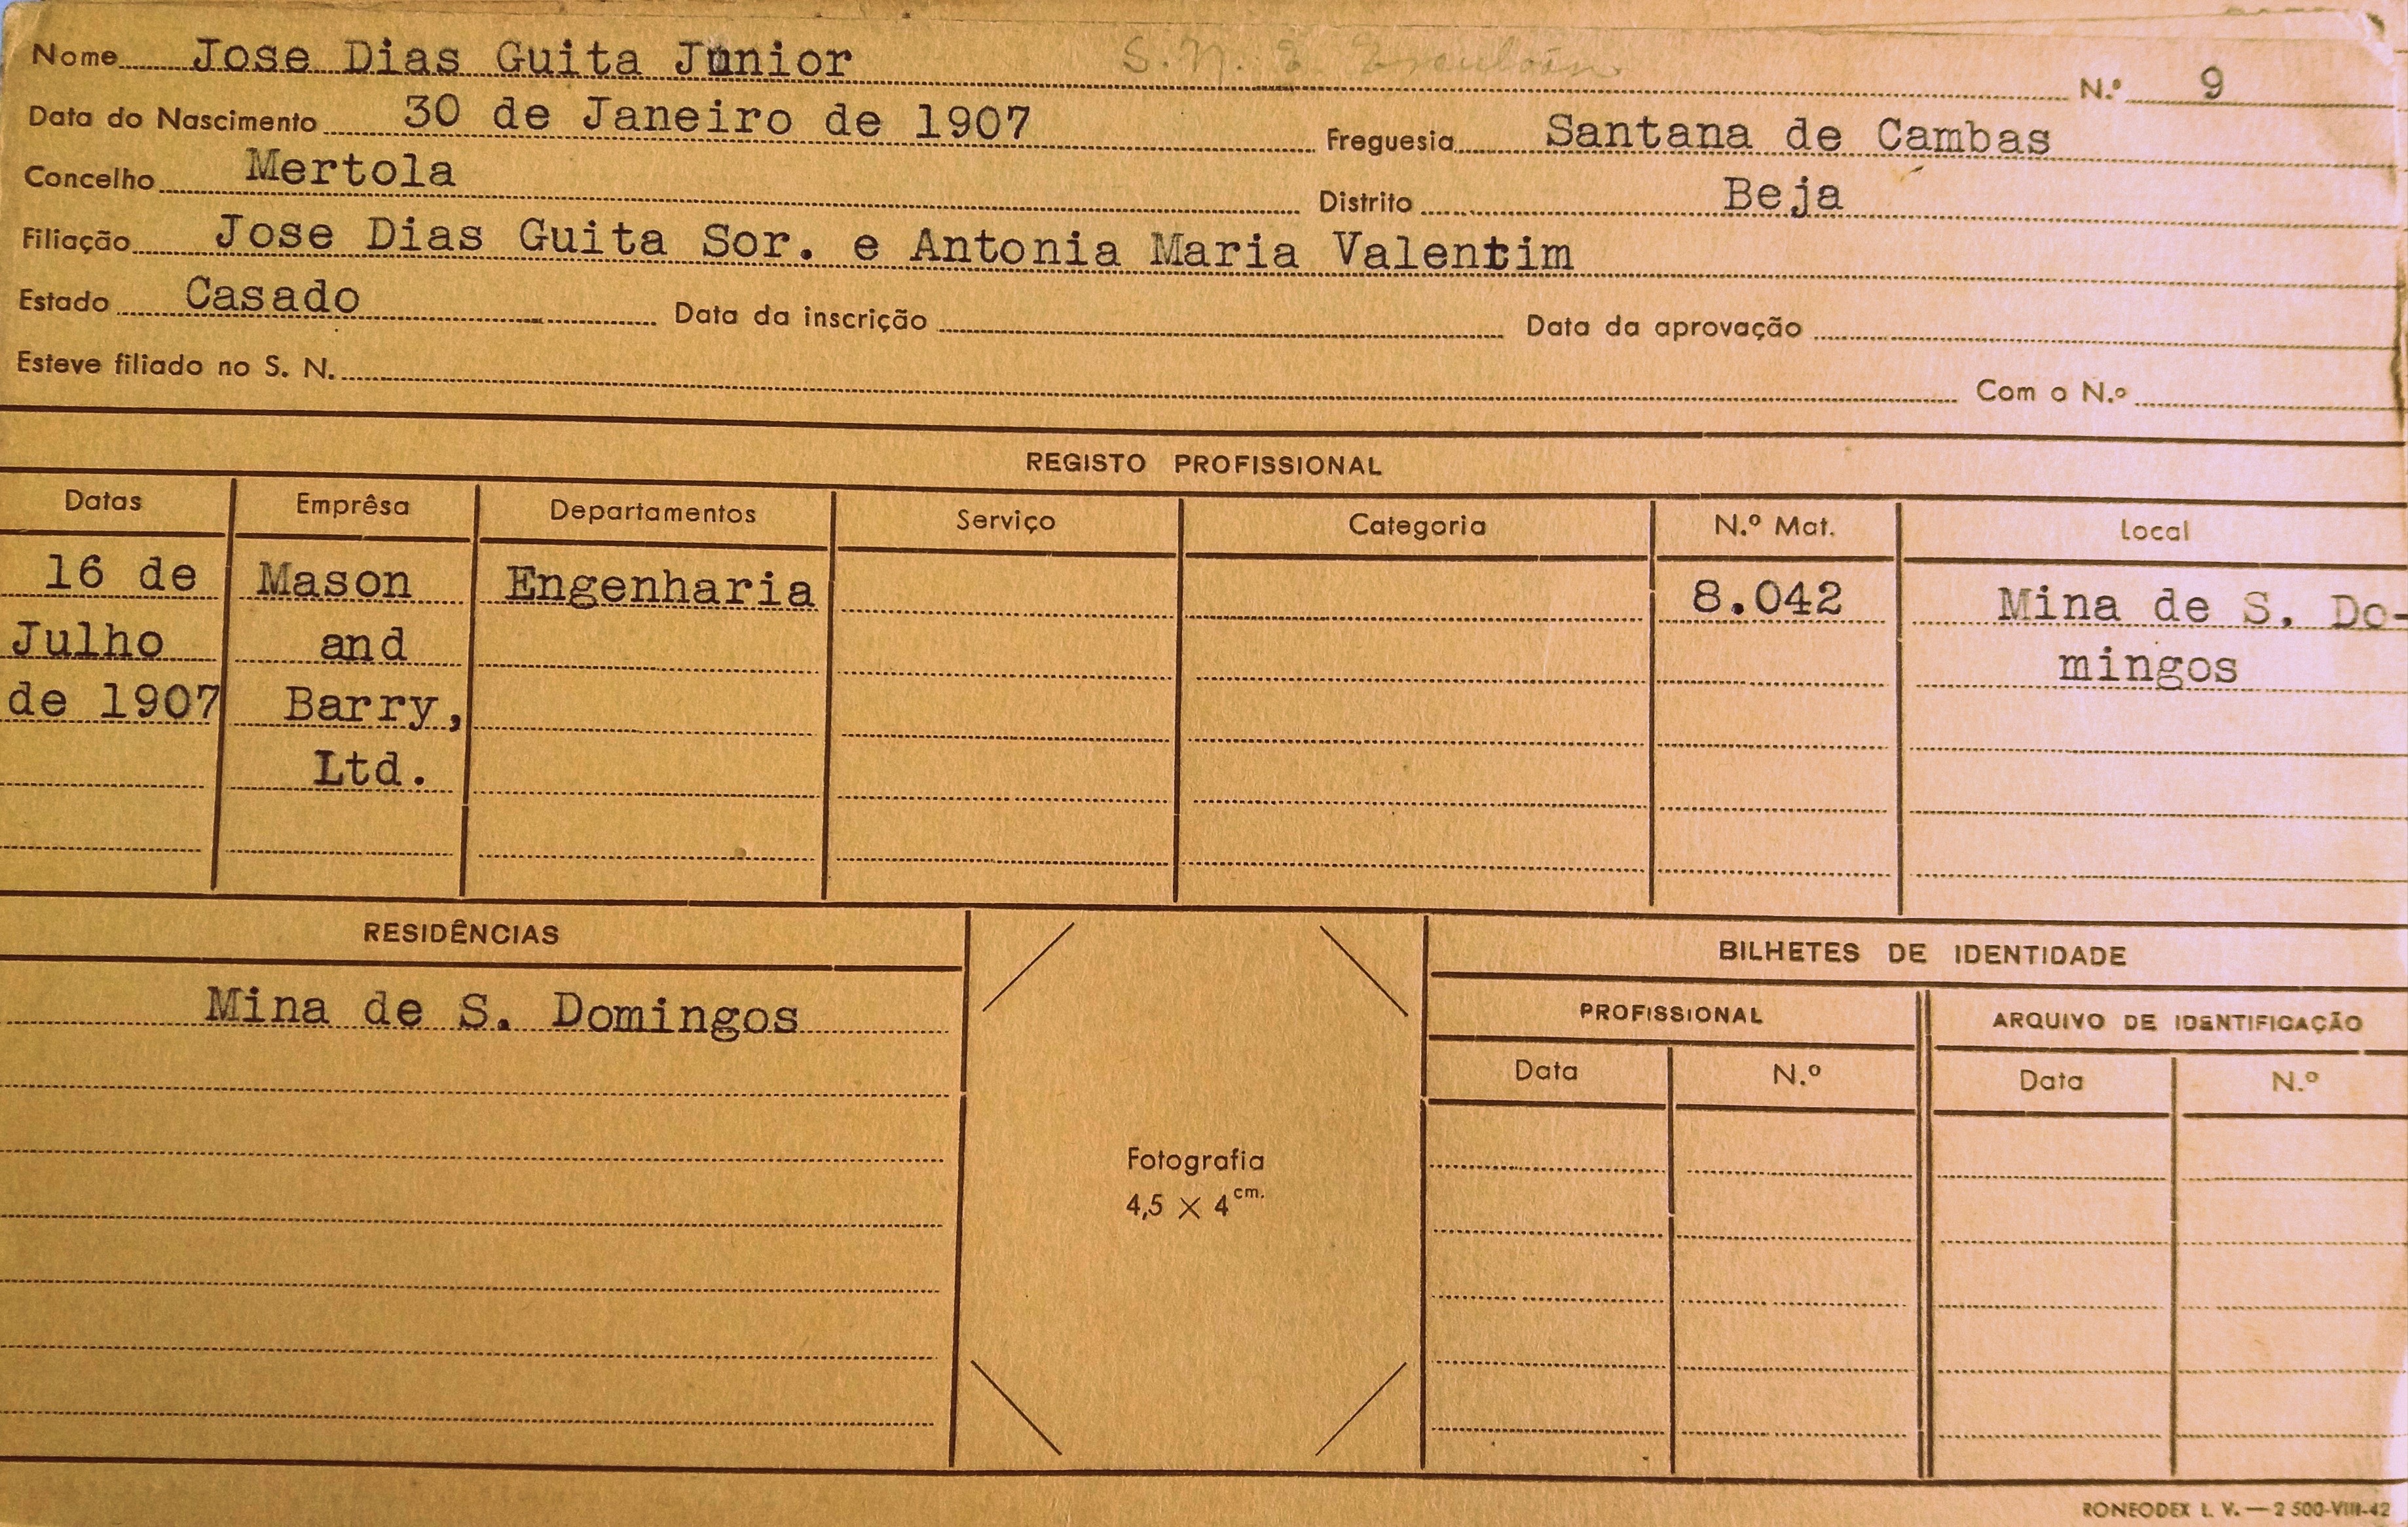 Nome Jose Dias Guita Junior S. N. E N.º 9
Data do Nascimento 30 de Janeiro de 1907 Freguesia Santana de Cambas
Concelho Mertola Distrito Beja
Filiação Jose Dias Guita Sor. e Antonia Maria Valentim
Estado Casado Data da inscrição Data da aprovação
Esteve filiado no S. N. Com o N.º
REGISTO PROFISSIONAL
Datas Emprêsa Departamentos Serviço Categoria N.º Mat. Local
16 de Mason Engenharia 8.042 Mina de S. Do-
Julho and mingos
de 1907 Barry,
Ltd.
RESIDÊNCIAS
Mina de S. Domingos
Fotografia
4,5 × 4 cm.
BILHETES DE IDENTIDADE
PROFISSIONAL ARQUIVO DE IDENTIFICAÇÃO
Data N.º Data N.º
RONEODEX L. V. — 2 500-VIII-42